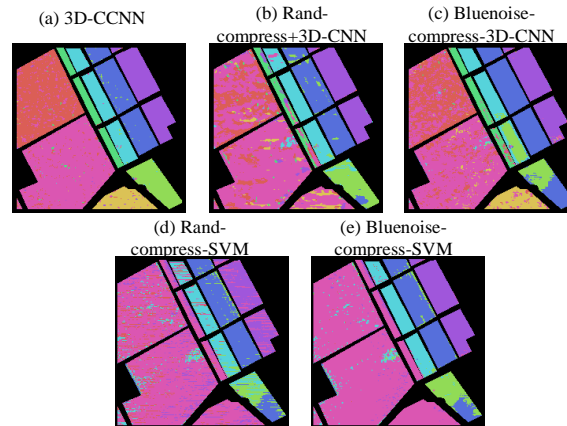 (a) 3D-CCNN
(b) Rand-
compress+3D-CNN
(c) Bluenoise-
compress-3D-CNN
(d) Rand-
compress-SVM
(e) Bluenoise-
compress-SVM